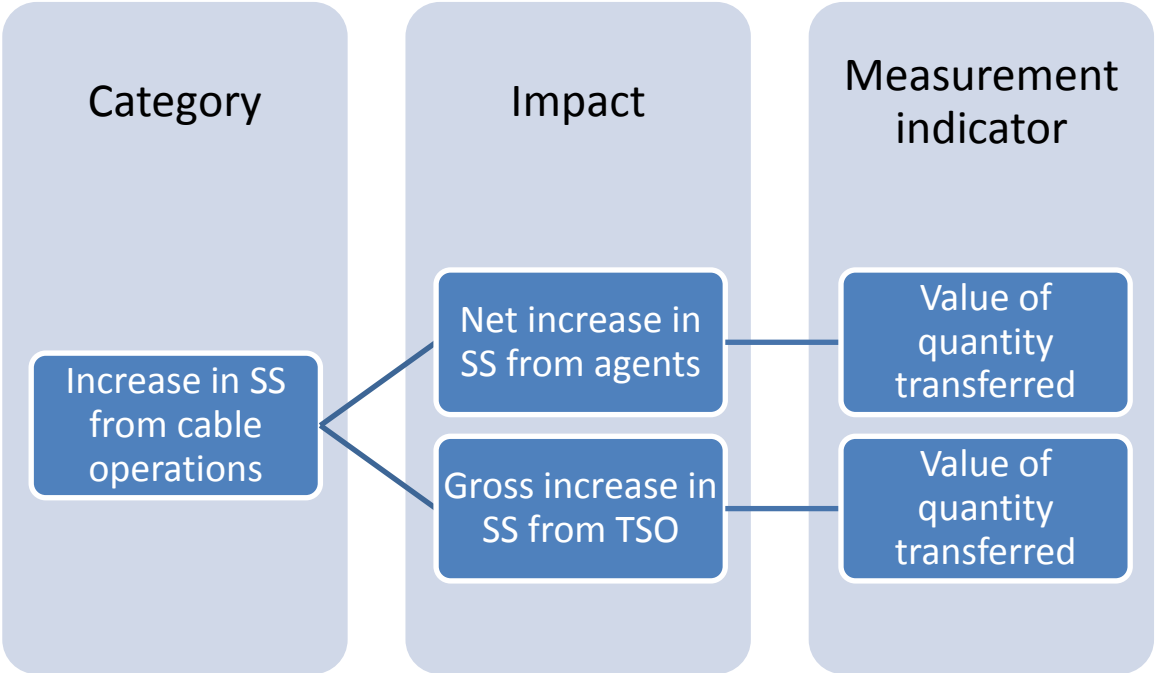 Category
Impact
Measurement
indicator
Increase in SS
from cable
operations
Net increase in
SS from agents
Value of
quantity
transferred
Gross increase in
SS from TSO
Value of
quantity
transferred